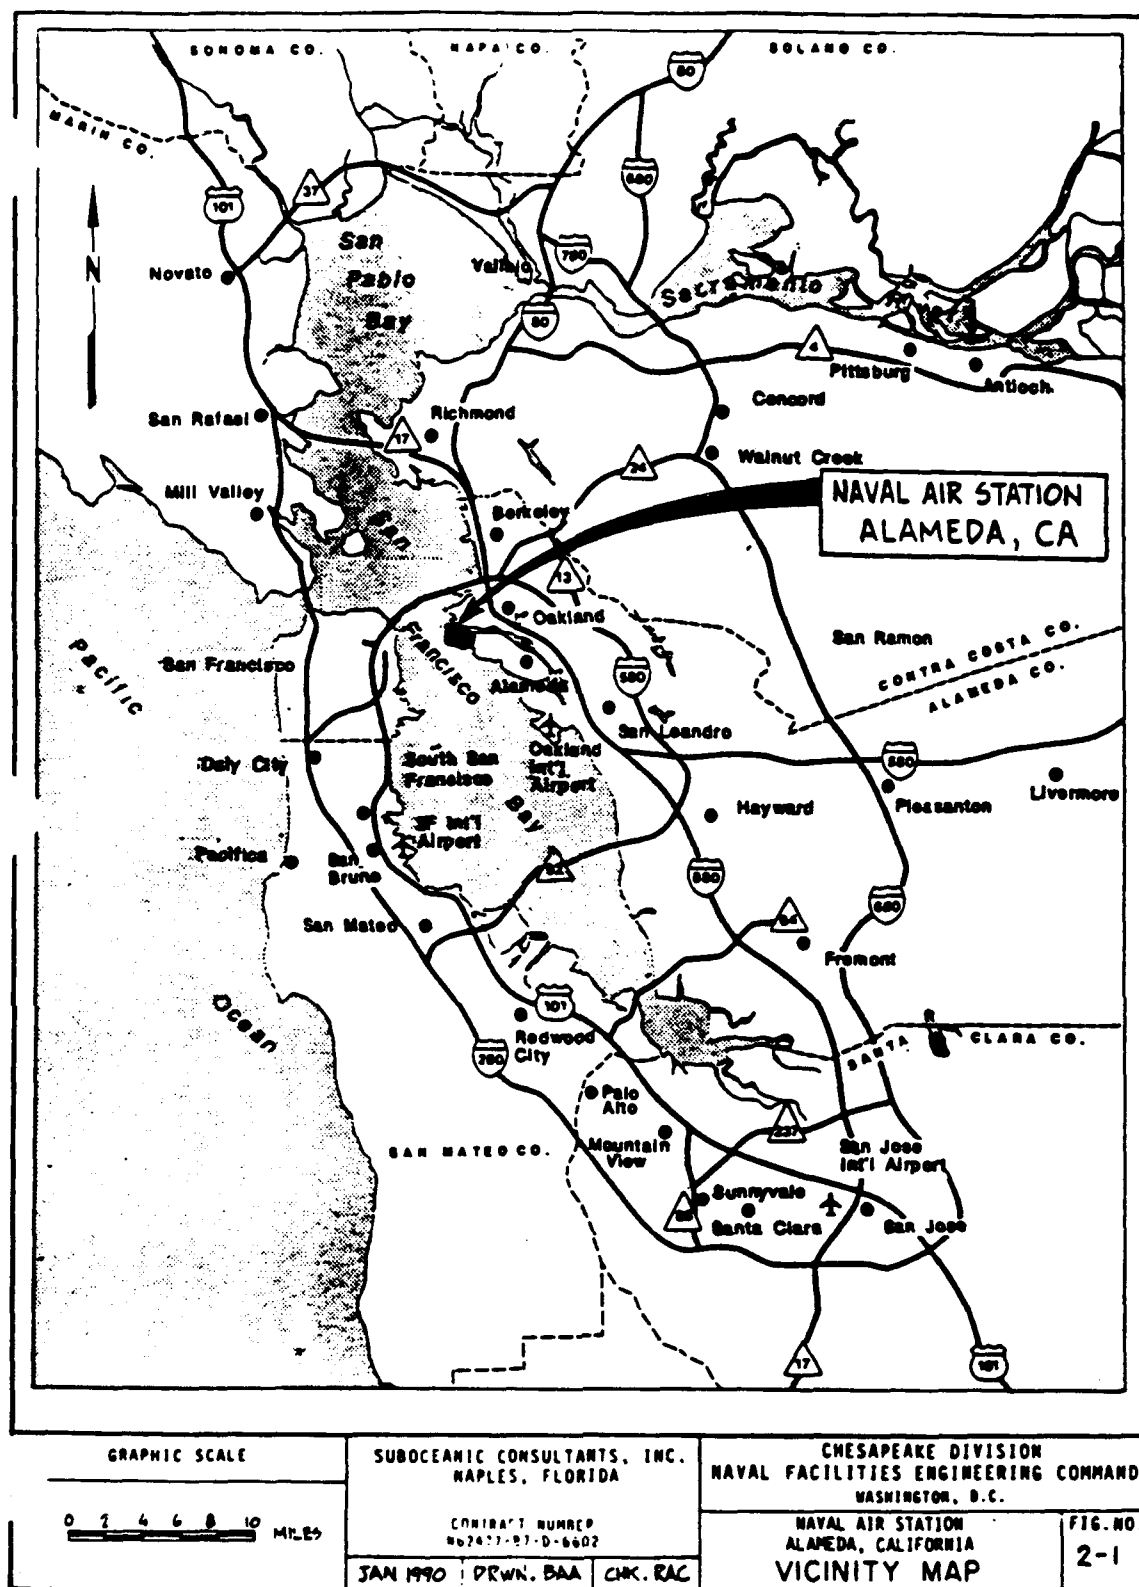 SONOMA CO.
NAPA CO.
SOLANO CO.
MARIN CO.
80
680
37
101
N
Novato
San
Pablo
Bay
Vallejo
780
Sacramento
80
4
Pittsburg
Antioch
San Rafael
17
Richmond
Concord
24
Walnut Creek
Mill Valley
San
Berkeley
NAVAL AIR STATION
ALAMEDA, CA
13
Oakland
Francisco
San Ramon
CONTRA COSTA CO.
ALAMEDA CO.
Pacific
San Francisco
580
Alameda
San Leandro
Daly City
South San
Francisco
Oakland
Int'l
Airport
580
Livermore
Bay
Hayward
Pleasanton
SF Int'l
Airport
Pacifica
San
Bruno
92
880
680
San Mateo
84
Fremont
Ocean
101
Redwood
City
280
SANTA
CLARA CO.
Palo
Alto
237
SAN MATEO CO.
Mountain
View
San Jose
Int'l Airport
Sunnyvale
85
Santa Clara
San Jose
17
101
GRAPHIC SCALE
0 2 4 6 8 10 MILES
SUBOCEANIC CONSULTANTS, INC.
NAPLES, FLORIDA
CONTRACT NUMBER
N62477-87-D-6602
JAN 1990 DRWN. BAA CHK. RAC
CHESAPEAKE DIVISION
NAVAL FACILITIES ENGINEERING COMMAND
WASHINGTON, D.C.
NAVAL AIR STATION
ALAMEDA, CALIFORNIA
VICINITY MAP
FIG. NO
2-1